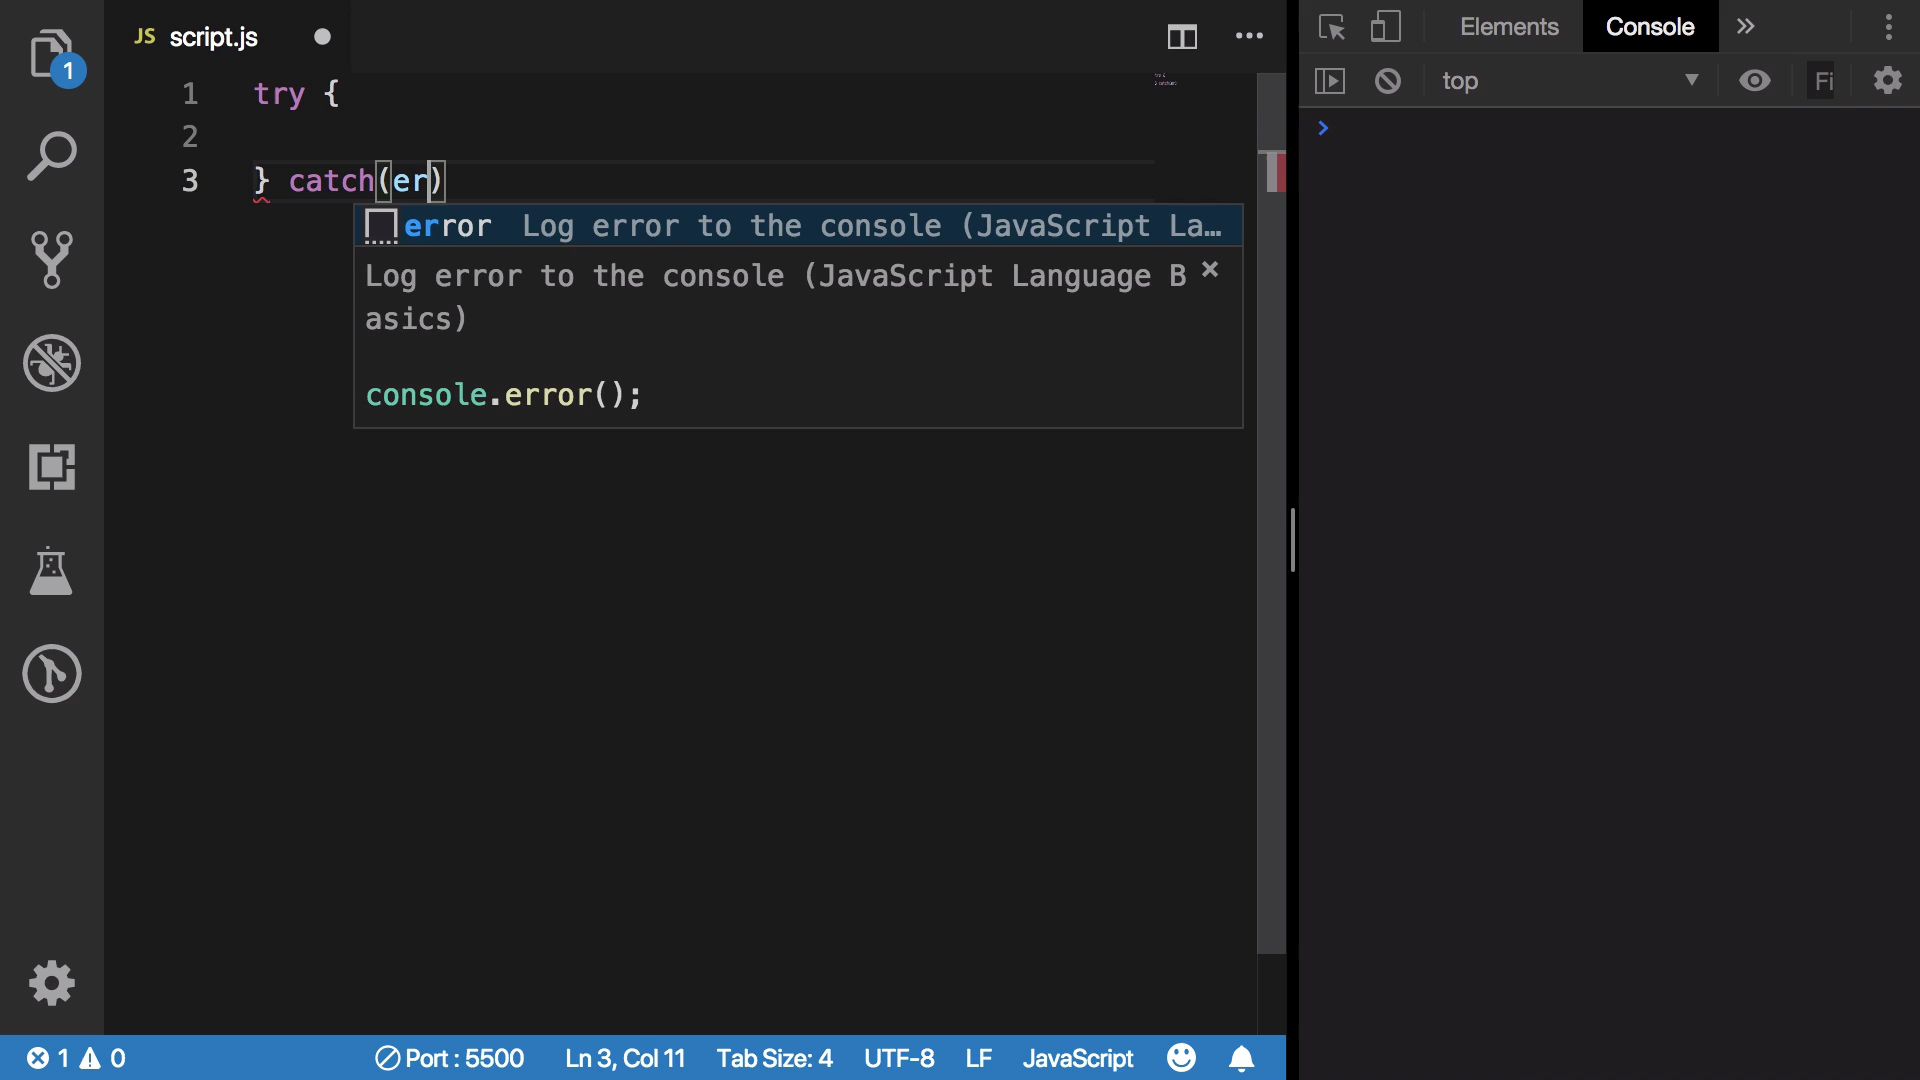 JS script.js
1
1 try {
2
3 } catch(er)
error Log error to the console (JavaScript La…
Log error to the console (JavaScript Language B
asics)
console.error();
1 0 Port : 5500 Ln 3, Col 11 Tab Size: 4 UTF-8 LF JavaScript
Elements Console
top Fi